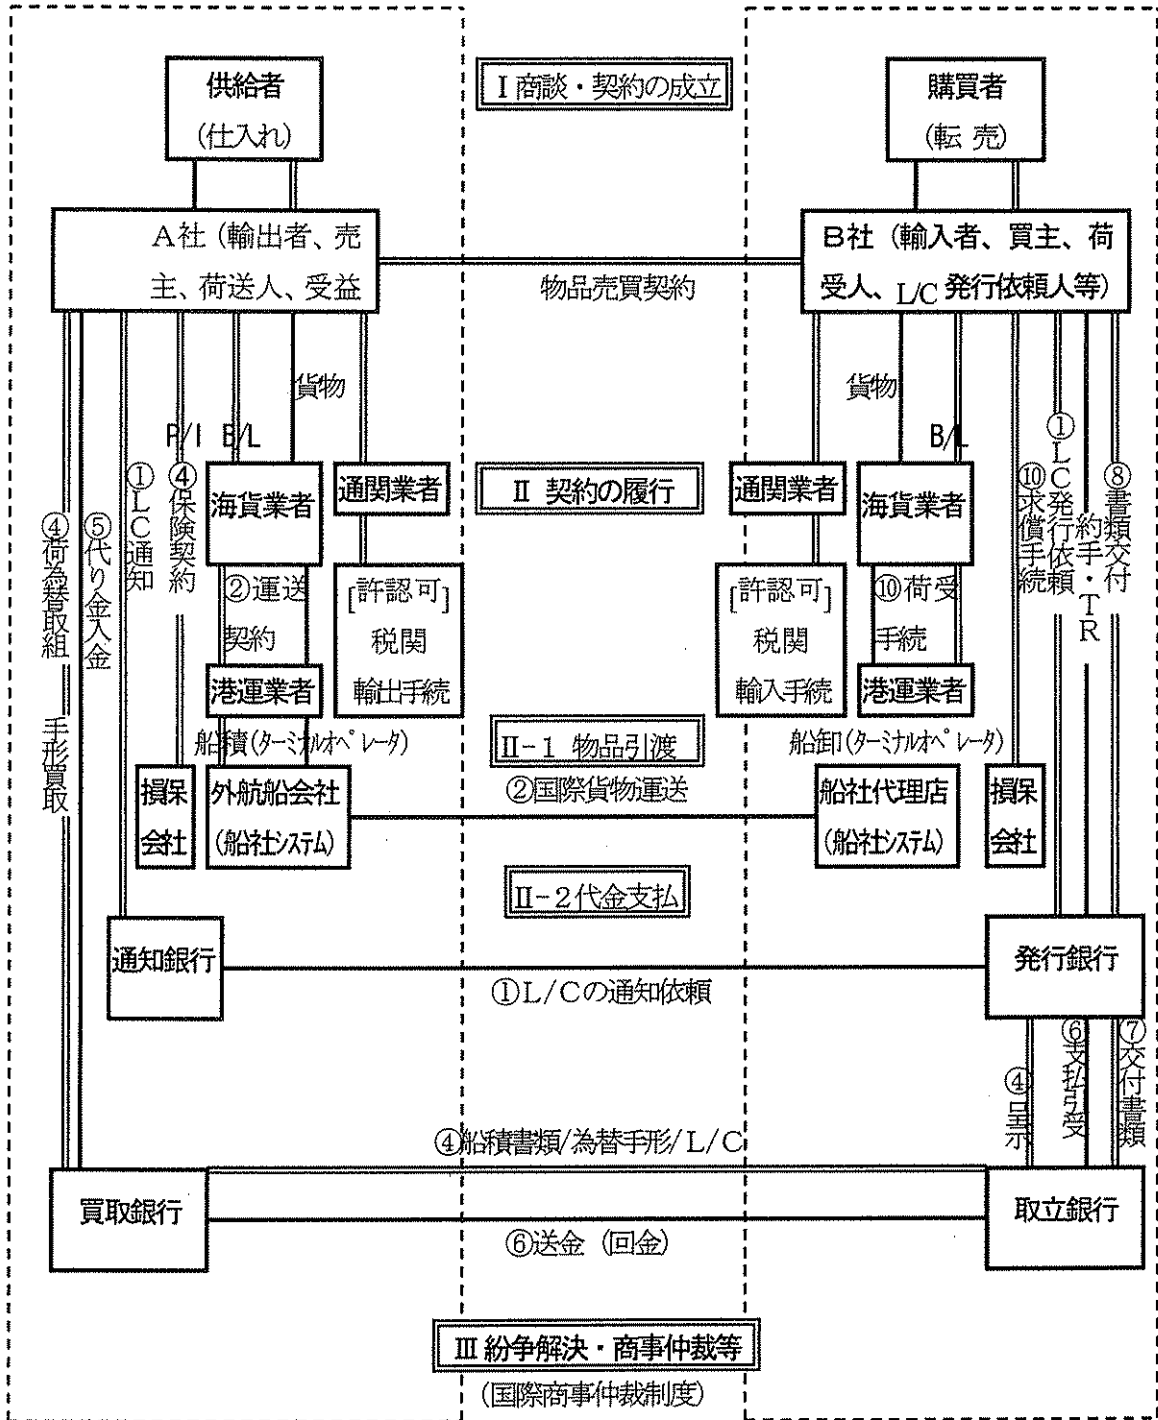 供給者
(仕入れ)
Ⅰ商談・契約の成立
購買者
(転 売)
A社（輸出者、売
主、荷送人、受益
B社（輸入者、買主、荷
受人、L/C 発行依頼人等）
物品売買契約
貨物
貨物
P/I B/L
B/L
④荷為替取組
手形買取
⑤代り金入金
①LC通知
④保険契約
海貨業者
通関業者
Ⅱ 契約の履行
通関業者
海貨業者
⑩求償手続
①LC発行依頼
約手・TR
⑧書類交付
②運送
契約
[許認可]
税関
輸出手続
[許認可]
税関
輸入手続
⑩荷受
手続
港運業者
港運業者
船積(ターミナルオペレータ)
Ⅱ-1 物品引渡
船卸(ターミナルオペレータ)
損保
会社
外航船会社
(船社システム)
②国際貨物運送
船社代理店
(船社システム)
損保
会社
Ⅱ-2代金支払
通知銀行
発行銀行
①L/Cの通知依頼
④呈示
⑥支払引受
⑦交付書類
④船積書類/為替手形/L/C
買取銀行
取立銀行
⑥送金（回金）
Ⅲ 紛争解決・商事仲裁等
(国際商事仲裁制度)